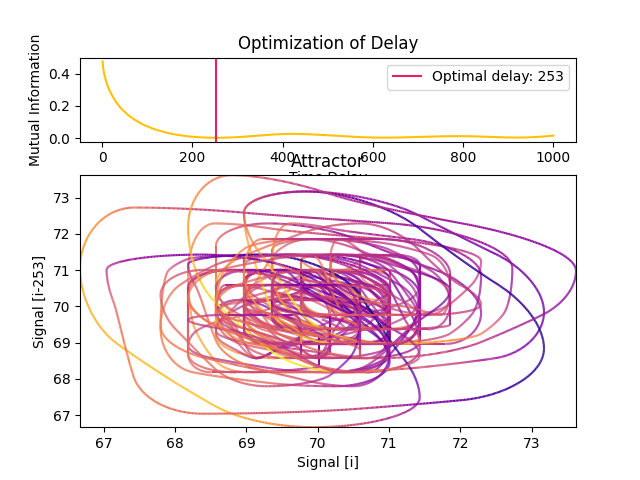 Optimization of Delay
Mutual Information
0.4
0.2
0.0
Optimal delay: 253
0 200 400 600 800 1000
Time Delay
Attractor
Signal [i-253]
73
72
71
70
69
68
67
67 68 69 70 71 72 73
Signal [i]